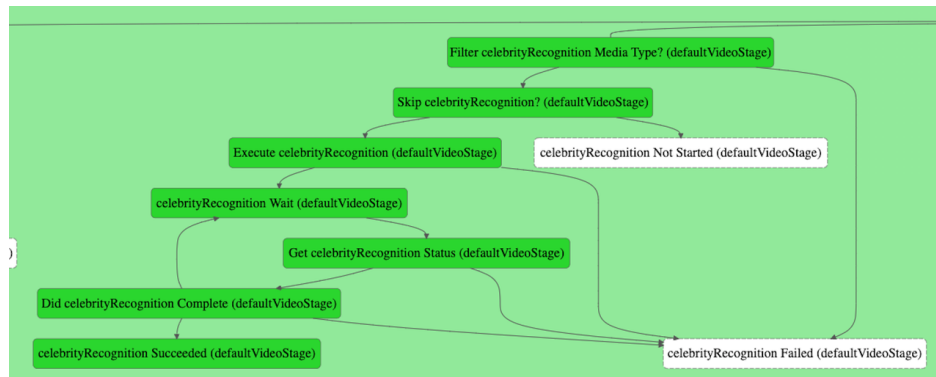 Filter celebrityRecognition Media Type? (defaultVideoStage)
Skip celebrityRecognition? (defaultVideoStage)
Execute celebrityRecognition (defaultVideoStage)
celebrityRecognition Not Started (defaultVideoStage)
celebrityRecognition Wait (defaultVideoStage)
)
Get celebrityRecognition Status (defaultVideoStage)
Did celebrityRecognition Complete (defaultVideoStage)
celebrityRecognition Succeeded (defaultVideoStage)
celebrityRecognition Failed (defaultVideoStage)